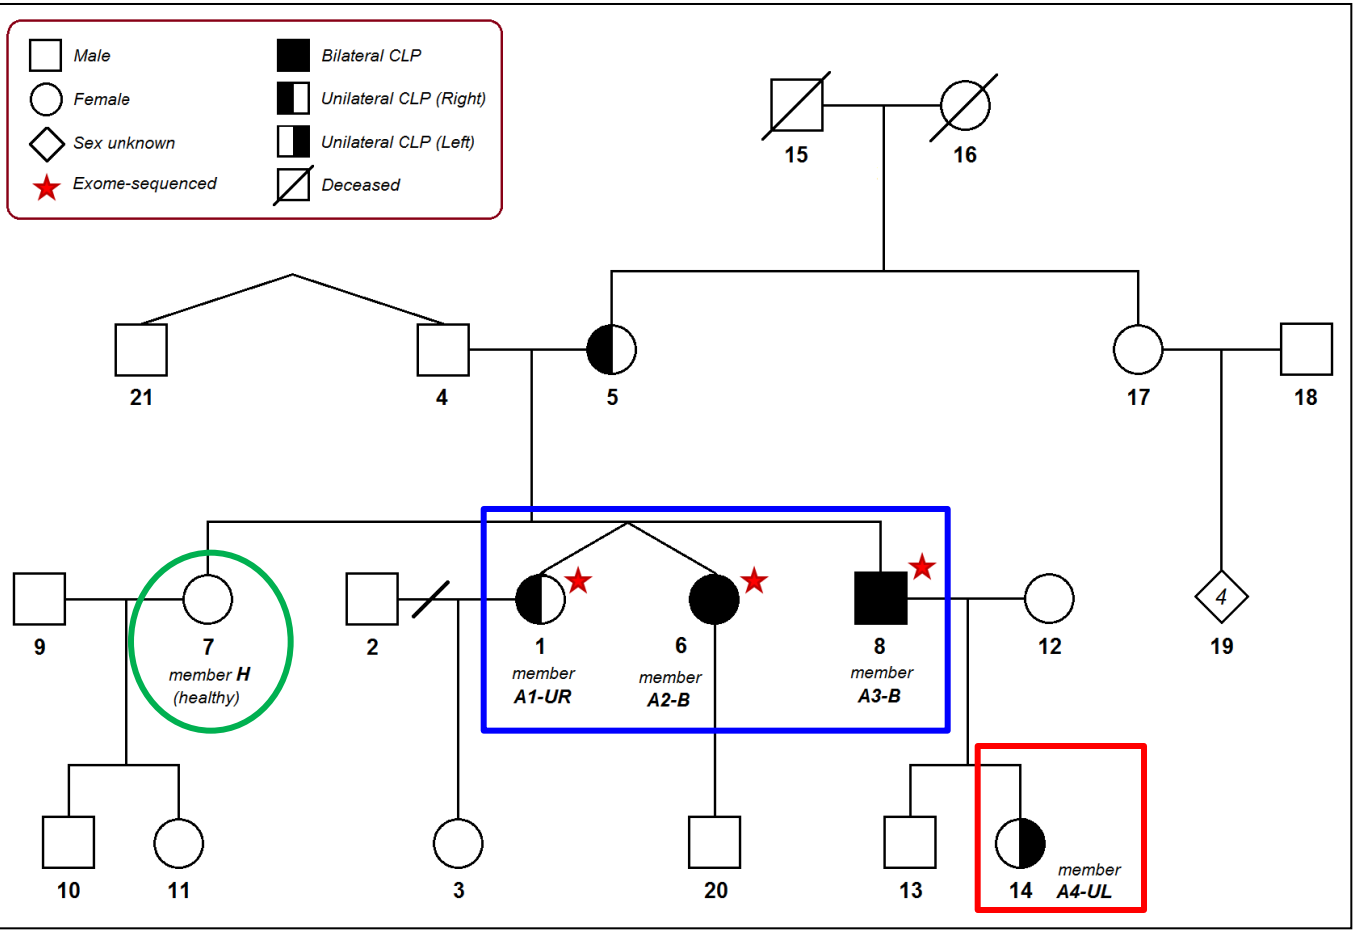 Male
Bilateral CLP
Female
Unilateral CLP (Right)
Sex unknown
Unilateral CLP (Left)
Exome-sequenced
Deceased
15
16
21
4
5
17
18
4
9
7
2
1
6
8
12
19
member H
(healthy)
member
A1-UR
member
A2-B
member
A3-B
10
11
3
20
13
14
member
A4-UL